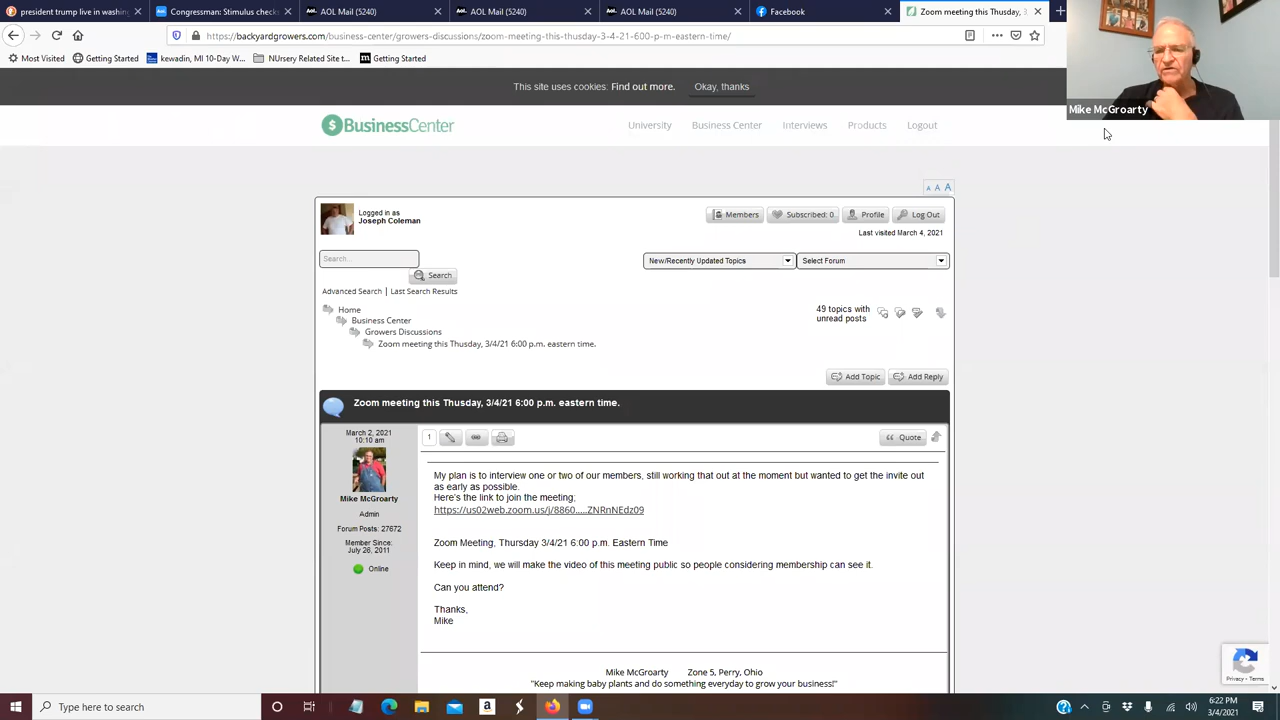 president trump live in washing
Congressman: Stimulus check
AOL Mail (5240)
AOL Mail (5240)
AOL Mail (5240)
Facebook
Zoom meeting this Thusday, 3
https://backyardgrowers.com/business-center/growers-discussions/zoom-meeting-this-thusday-3-4-21-600-p-m-eastern-time/
Most Visited
Getting Started
kewadin, MI 10-Day W...
NUrsery Related Site t...
Getting Started
Mike McGroarty
This site uses cookies. Find out more. Okay, thanks
BusinessCenter
University Business Center Interviews Products Logout
A A A
Logged in as
Joseph Coleman
Members Subscribed: 0 Profile Log Out
Last visited March 4, 2021
Search...
Search
New/Recently Updated Topics Select Forum
Advanced Search | Last Search Results
Home
Business Center
Growers Discussions
Zoom meeting this Thusday, 3/4/21 6:00 p.m. eastern time.
49 topics with
unread posts
Add Topic Add Reply
Zoom meeting this Thusday, 3/4/21 6:00 p.m. eastern time.
March 2, 2021
10:10 am
Mike McGroarty
Admin
Forum Posts: 27672
Member Since:
July 26, 2011
Online
1
Quote
My plan is to interview one or two of our members, still working that out at the moment but wanted to get the invite out
as early as possible.
Here's the link to join the meeting;
https://us02web.zoom.us/j/8860.....ZNRnNEdz09
Zoom Meeting, Thursday 3/4/21 6:00 p.m. Eastern Time
Keep in mind, we will make the video of this meeting public so people considering membership can see it.
Can you attend?
Thanks,
Mike
Mike McGroarty Zone 5, Perry, Ohio
"Keep making baby plants and do something everyday to grow your business!"
Privacy - Terms
Type here to search
6:22 PM
3/4/2021